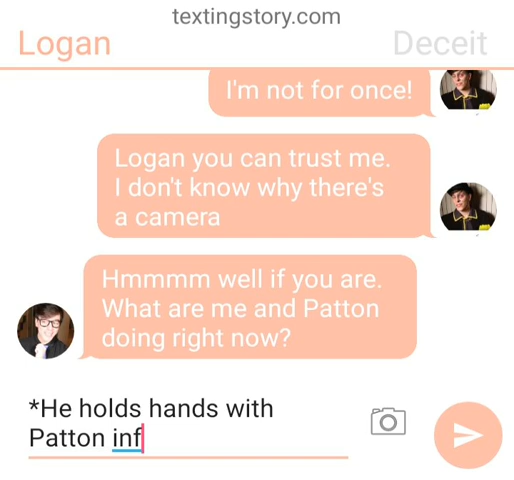 textingstory.com
Logan
Deceit
I'm not for once!
Logan you can trust me.
I don't know why there's
a camera
Hmmmm well if you are.
What are me and Patton
doing right now?
*He holds hands with
Patton inf